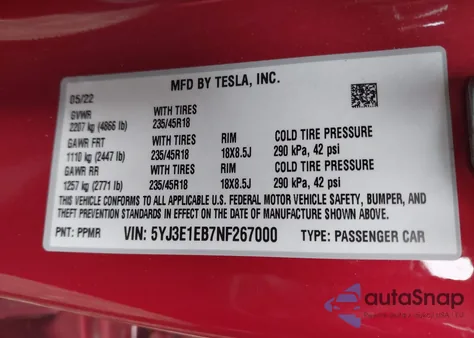 MFD BY TESLA, INC.
05/22
GVWR WITH TIRES
2207 kg (4866 lb) 235/45R18
GAWR FRT WITH TIRES RIM COLD TIRE PRESSURE
1110 kg (2447 lb) 235/45R18 18X8.5J 290 kPa, 42 psi
GAWR RR WITH TIRES RIM COLD TIRE PRESSURE
1257 kg (2771 lb) 235/45R18 18X8.5J 290 kPa, 42 psi
THIS VEHICLE CONFORMS TO ALL APPLICABLE U.S. FEDERAL MOTOR VEHICLE SAFETY, BUMPER, AND
THEFT PREVENTION STANDARDS IN EFFECT ON THE DATE OF MANUFACTURE SHOWN ABOVE.
PNT: PPMR VIN: 5YJ3E1EB7NF267000 TYPE: PASSENGER CAR
autoSnap